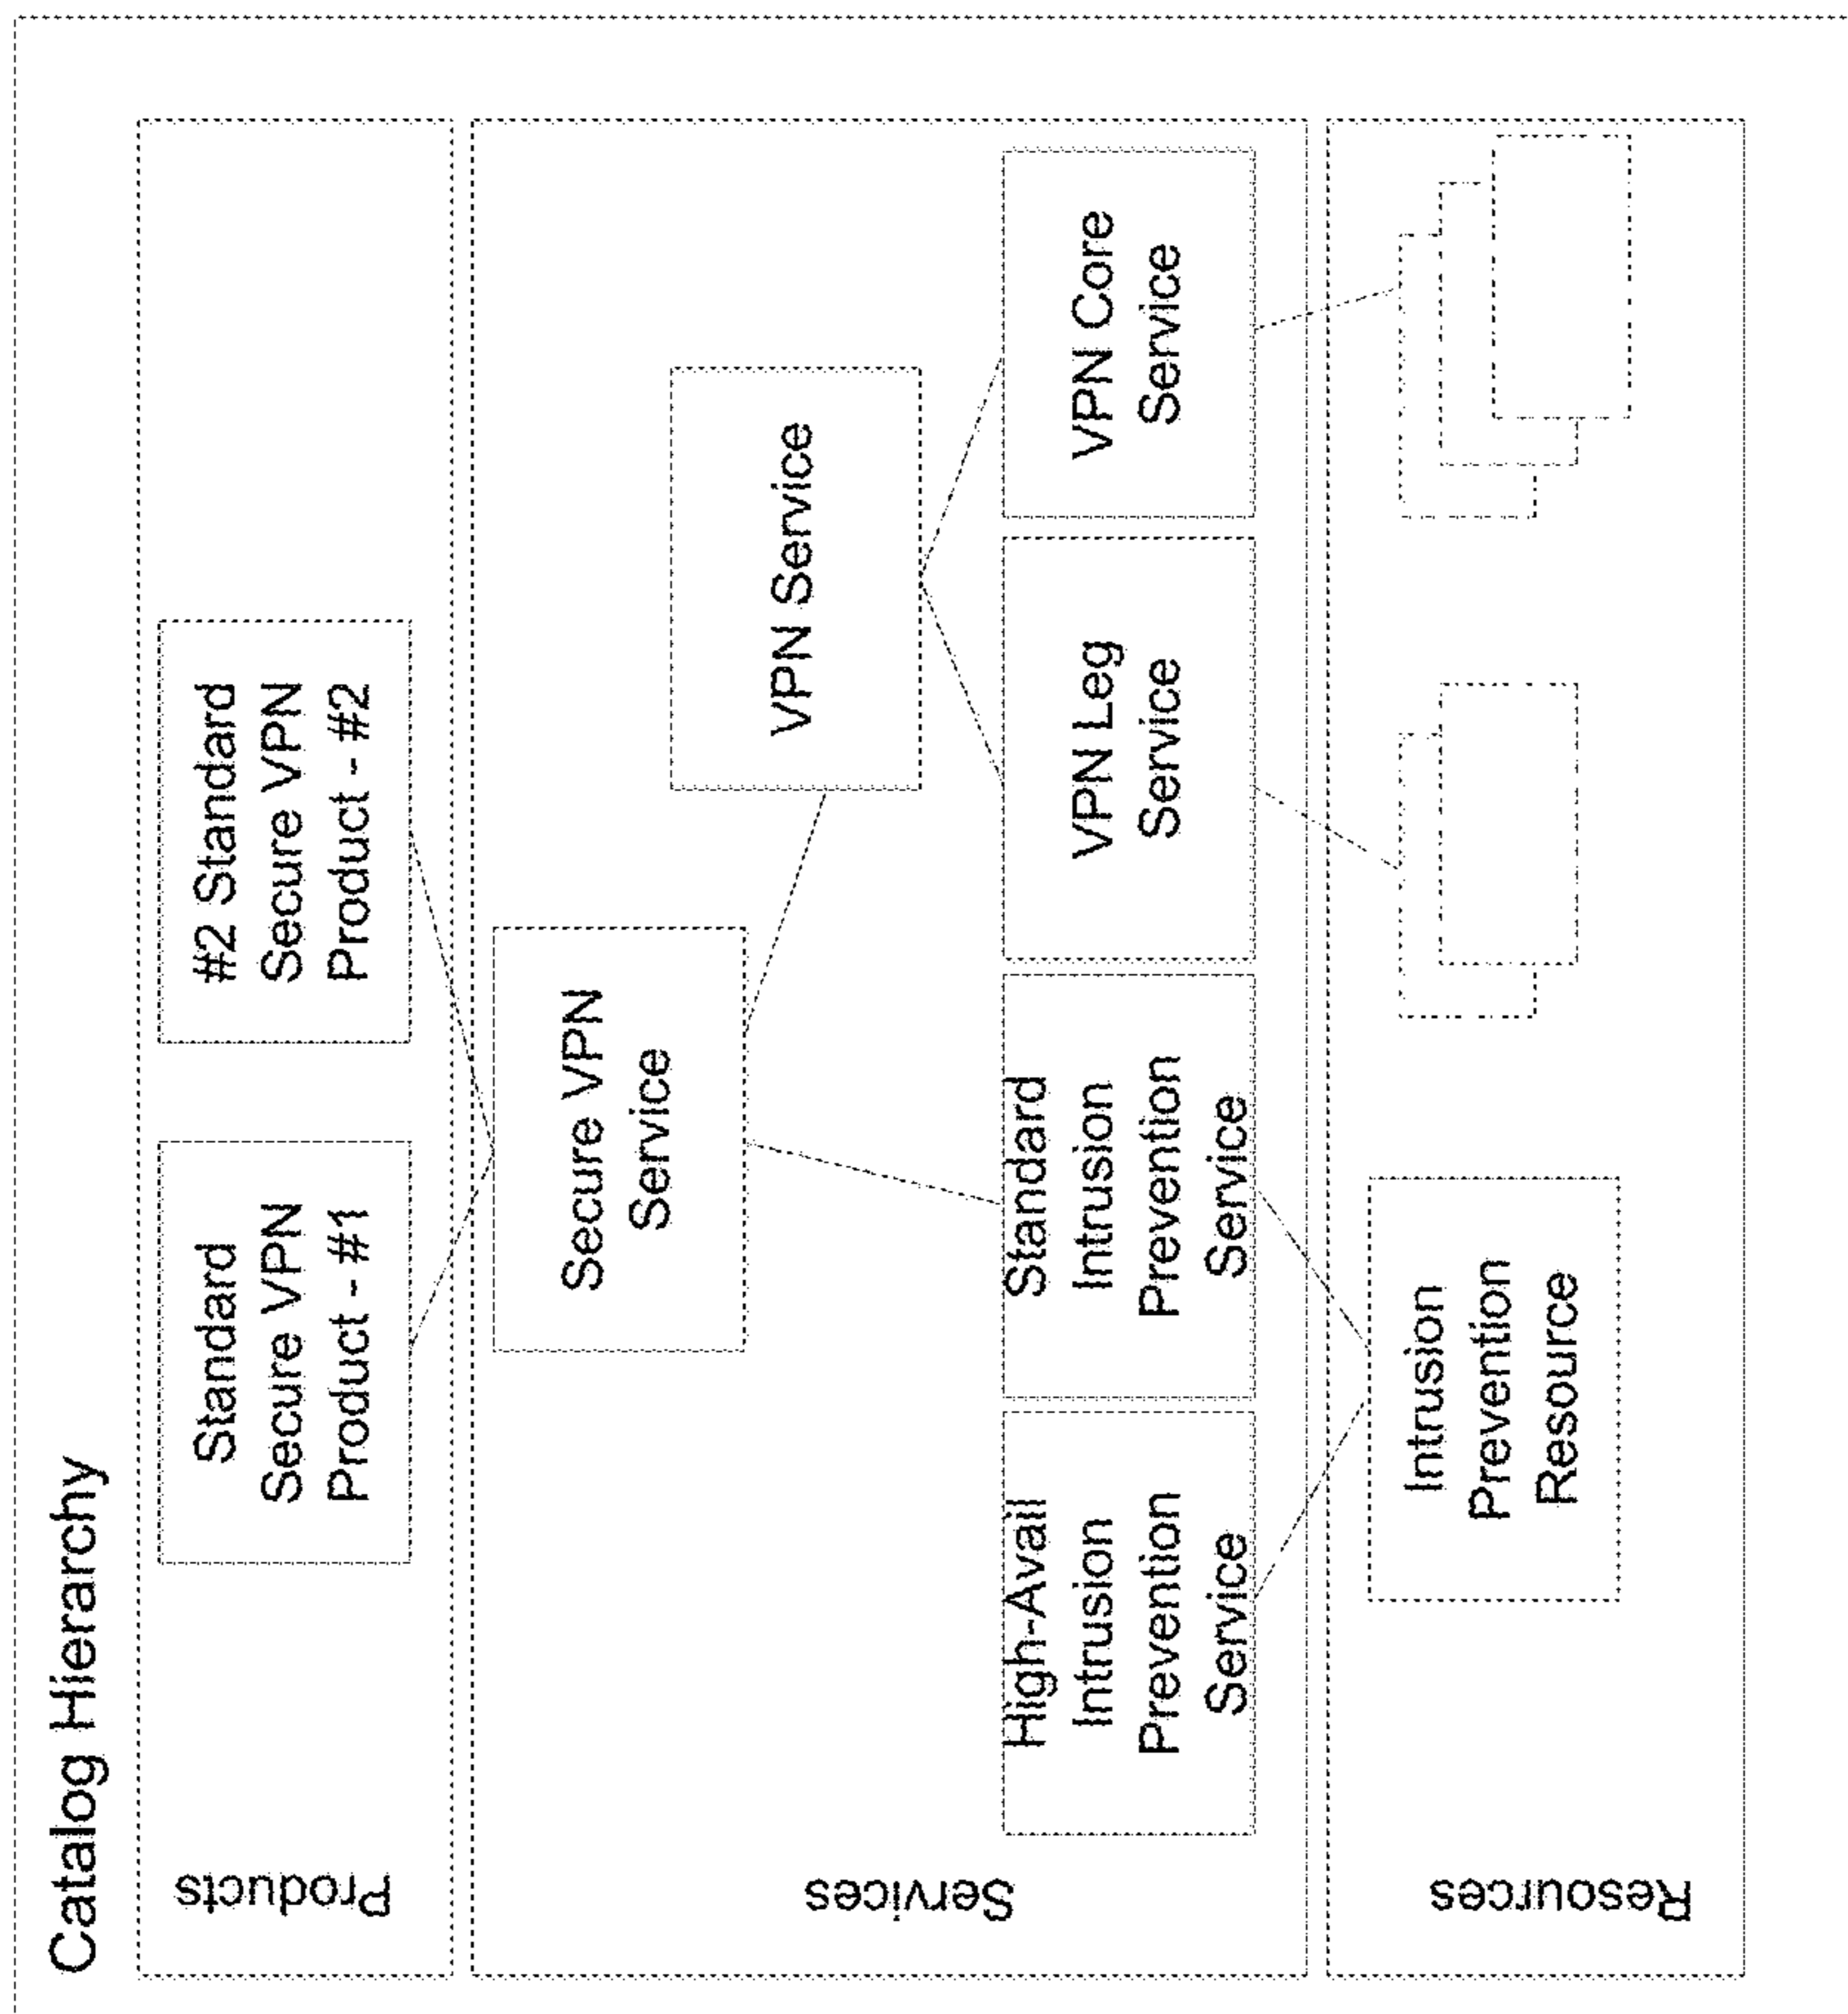 Catalog Hierarchy
Products
Standard
Secure VPN
Product - #1
#2 Standard
Secure VPN
Product - #2
Services
Secure VPN
Service
VPN Service
High-Avail
Intrusion
Prevention
Service
Standard
Intrusion
Prevention
Service
VPN Leg
Service
VPN Core
Service
Resources
Intrusion
Prevention
Resource